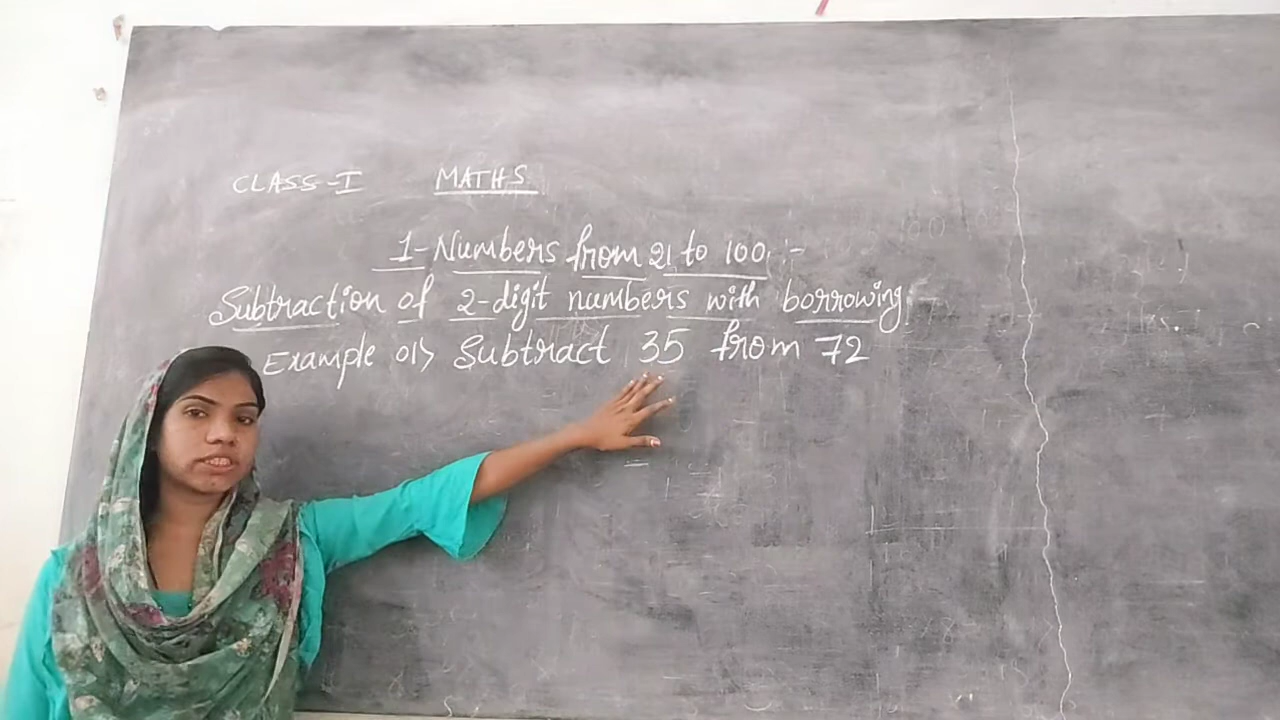 CLASS-I MATHS
1-Numbers from 21 to 100 :-
Subtraction of 2-digit numbers with borrowing:
Example 01> Subtract 35 from 72